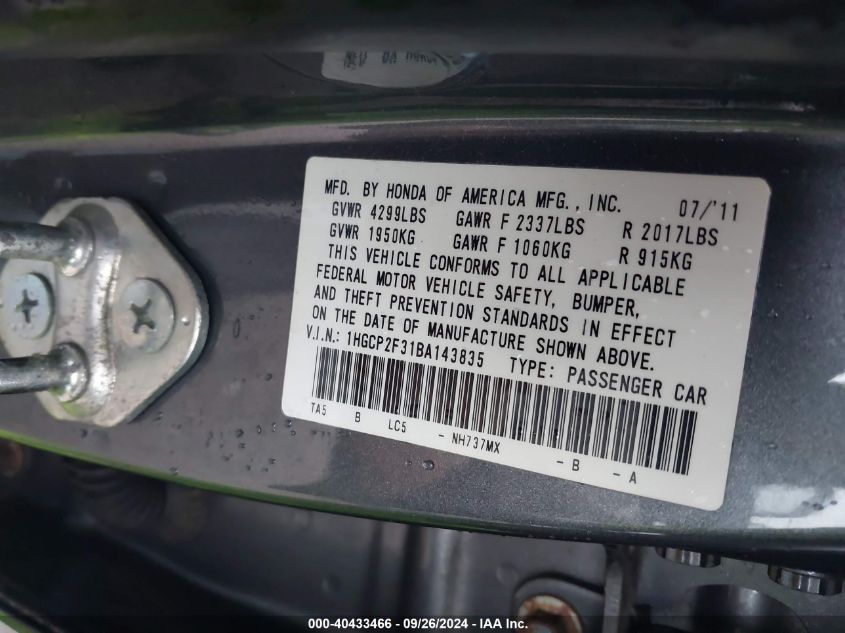 MFD. BY HONDA OF AMERICA MFG., INC. 07/'11
GVWR 4299LBS GAWR F 2337LBS R 2017LBS
GVWR 1950KG GAWR F 1060KG R 915KG
THIS VEHICLE CONFORMS TO ALL APPLICABLE
FEDERAL MOTOR VEHICLE SAFETY, BUMPER,
AND THEFT PREVENTION STANDARDS IN EFFECT
ON THE DATE OF MANUFACTURE SHOWN ABOVE.
V.I.N.: 1HGCP2F31BA143835 TYPE: PASSENGER CAR
TA5 B LC5 - NH737MX - B - A
000-40433466 - 09/26/2024 - IAA Inc.